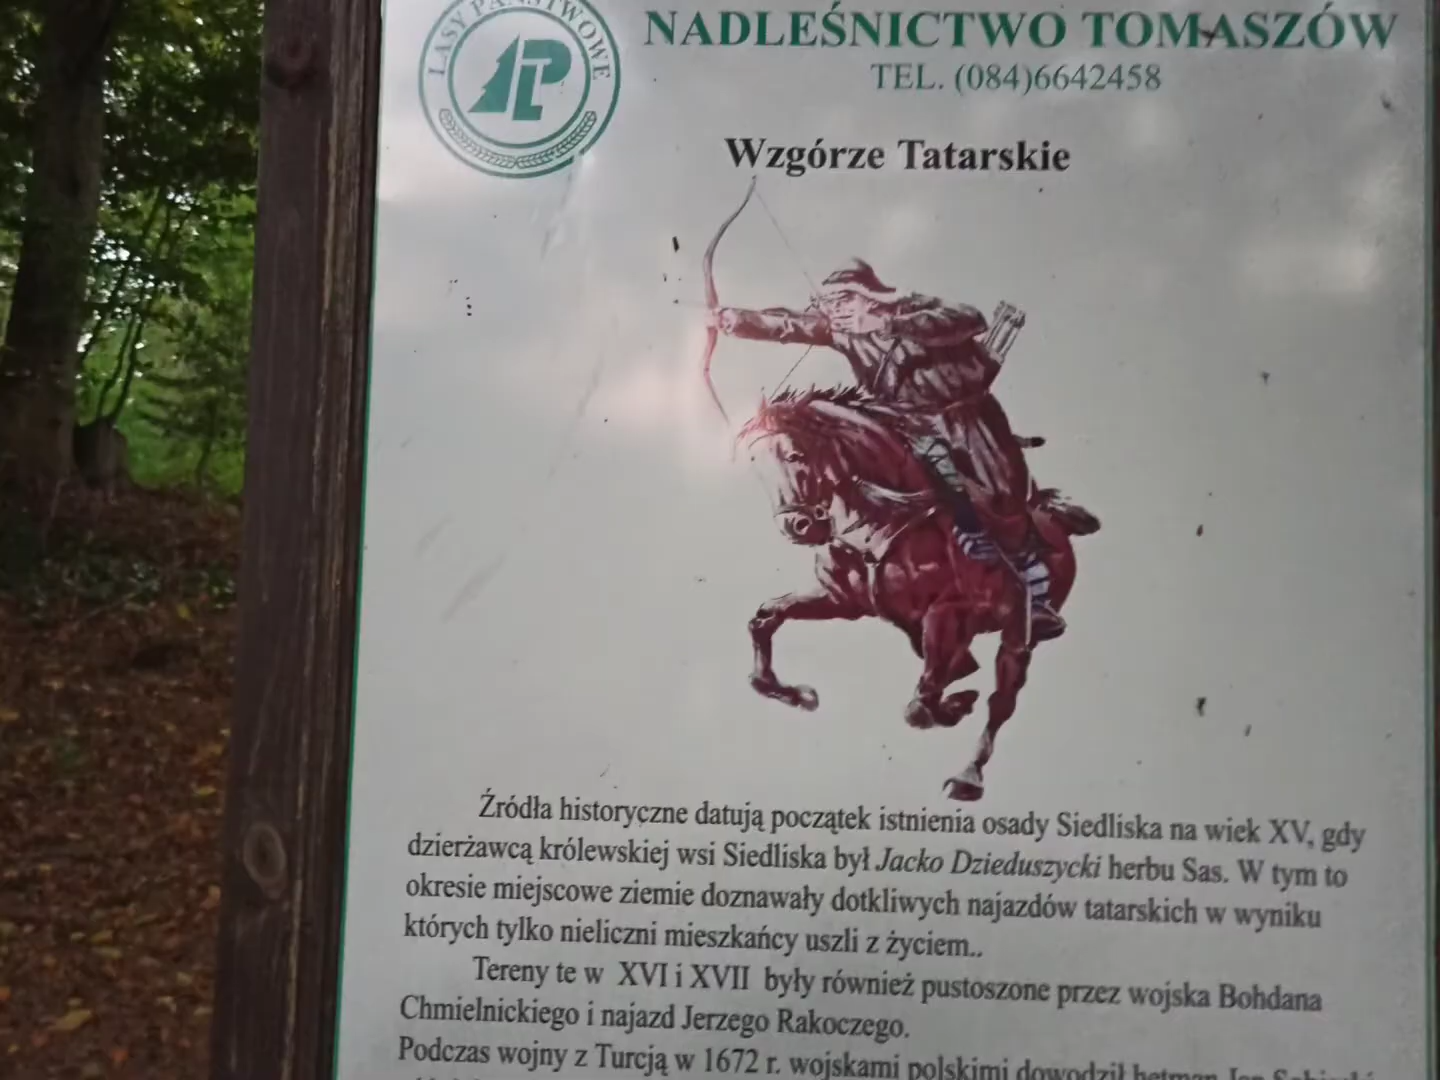 LASY PAŃSTWOWE
NADLEŚNICTWO TOMASZÓW
TEL. (084)6642458
Wzgórze Tatarskie
Źródła historyczne datują początek istnienia osady Siedliska na wiek XV, gdy
dzierżawcą królewskiej wsi Siedliska był Jacko Dzieduszycki herbu Sas. W tym to
okresie miejscowe ziemie doznawały dotkliwych najazdów tatarskich w wyniku
których tylko nieliczni mieszkańcy uszli z życiem..
Tereny te w XVI i XVII były również pustoszone przez wojska Bohdana
Chmielnickiego i najazd Jerzego Rakoczego.
Podczas wojny z Turcją w 1672 r. wojskami polskimi dowodził hetman Jan